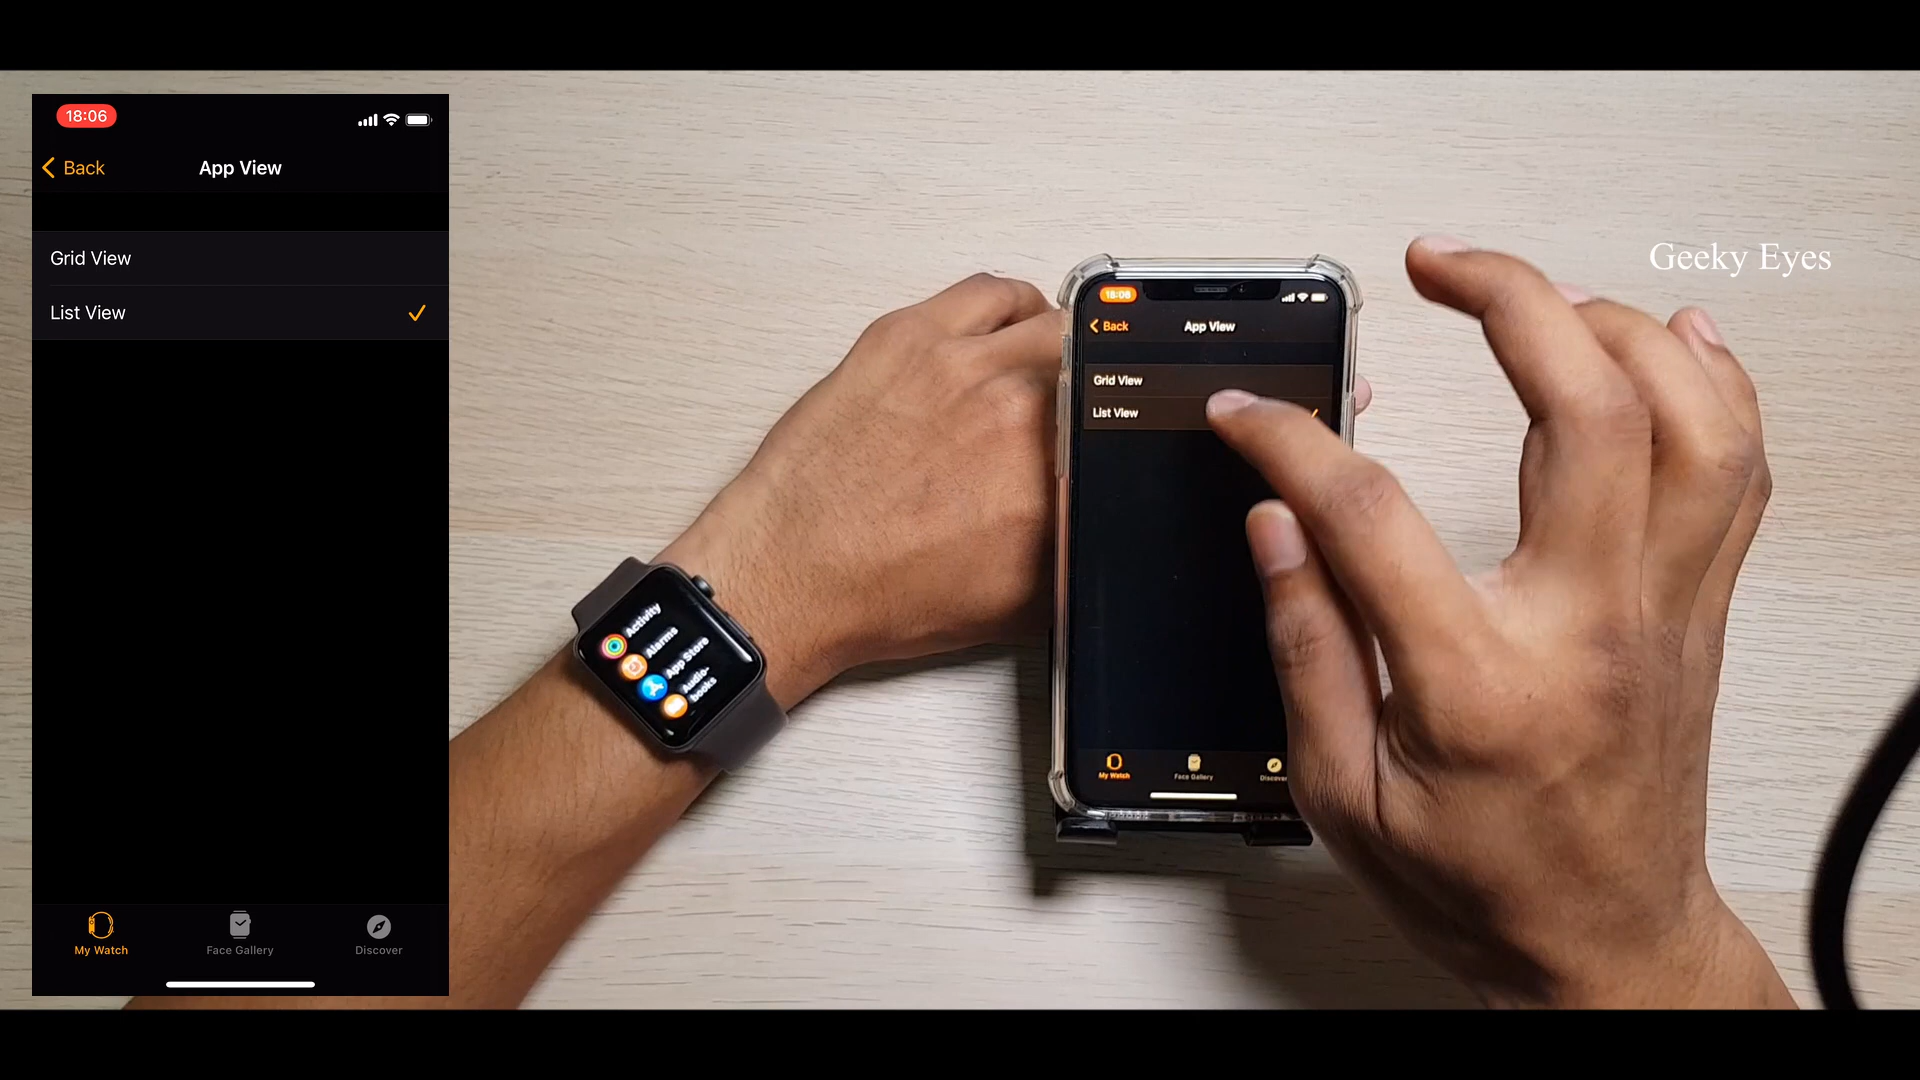 18:06
Back
App View
Grid View
List View
My Watch
Face Gallery
Discover
Geeky Eyes
18:06
Back
App View
Grid View
List View
My Watch
Face Gallery
Discover
Activity
Alarms
App Store
Audio-
books